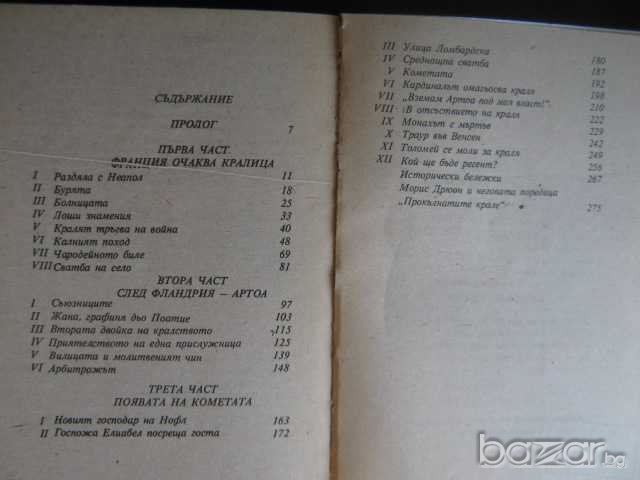 СЪДЪРЖАНИЕ
ПРОЛОГ 7
ПЪРВА ЧАСТ
ФРАНЦИЯ ОЧАКВА КРАЛИЦА
I Раздяла с Неапол 11
II Бурята 18
III Болницата 25
IV Лоши знамения 33
V Кралят тръгва на война 40
VI Калният поход 48
VII Чародейното биле 69
VIII Сватба на село 81
ВТОРА ЧАСТ
СЛЕД ФЛАНДРИЯ — АРТОА
I Съюзниците 97
II Жана, графиня дьо Поатие 103
III Втората двойка на кралството 115
IV Приятелството на една прислужница 125
V Вилицата и молитвеният чин 139
VI Арбитражът 148
ТРЕТА ЧАСТ
ПОЯВАТА НА КОМЕТАТА
I Новият господар на Нофл 163
II Госпожа Елиабел посреща госта 172
III Улица Ломбардска 180
IV Среднощна сватба 187
V Кометата 192
VI Кардиналът омагьосва краля 198
VII „Вземам Артоа под моя власт!“ 210
VIII В отсъствието на краля 222
IX Монахът е мъртъв 229
X Траур във Венсен 242
XI Толомей се моли за краля 249
XII Кой ще бъде регент? 256
Исторически бележки 267
Морис Дрюон и неговата поредица
„Прокълнатите крале“ 275
bazar.bg